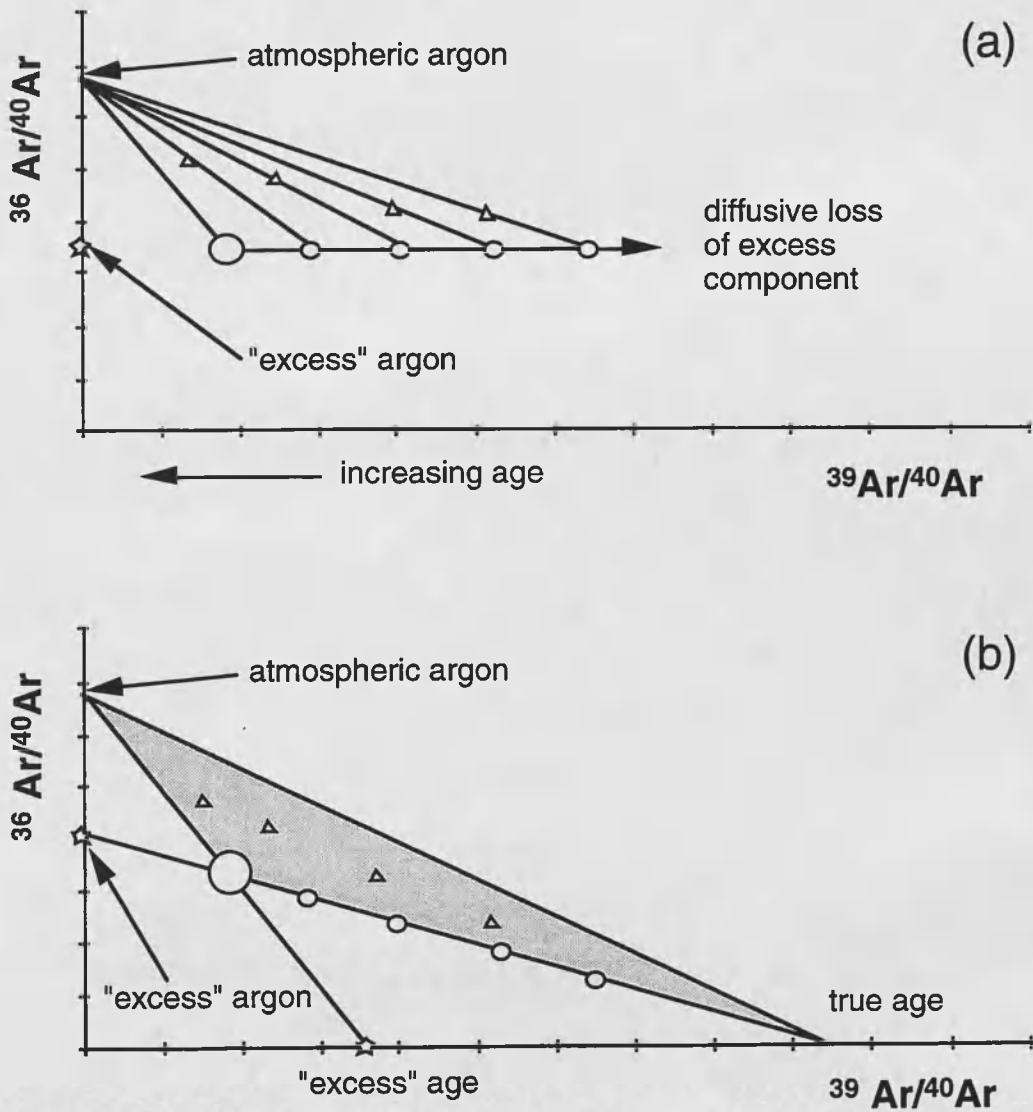 (a)
atmospheric argon
³⁶ Ar/⁴⁰Ar
diffusive loss
of excess
component
"excess" argon
increasing age
³⁹Ar/⁴⁰Ar
(b)
atmospheric argon
³⁶ Ar/⁴⁰Ar
"excess" argon
true age
"excess" age
³⁹ Ar/⁴⁰Ar